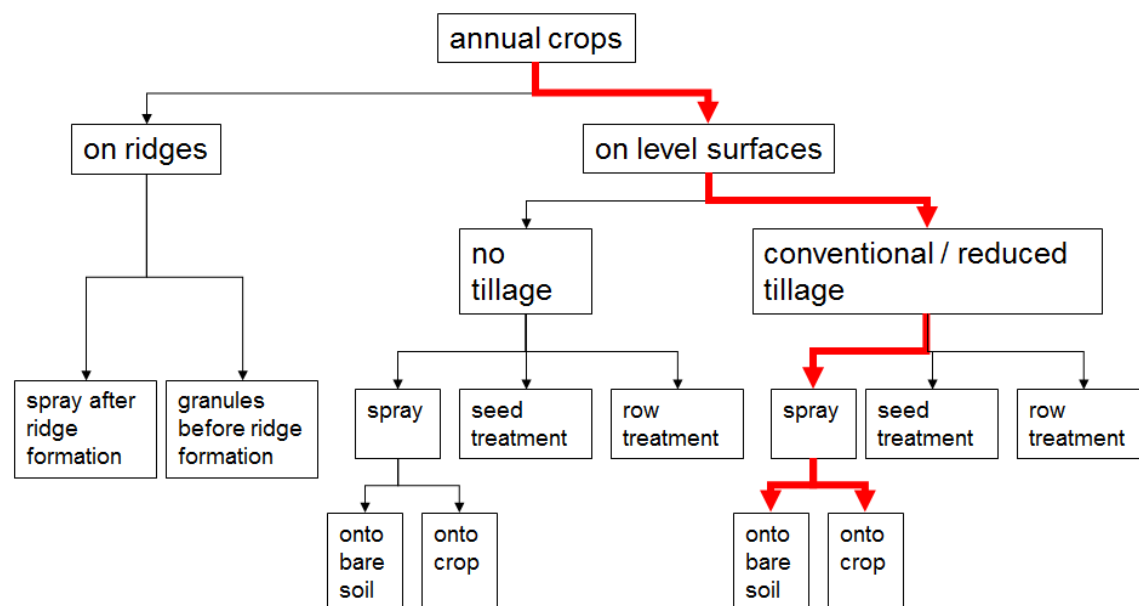 annual crops
on ridges
on level surfaces
no
tillage
conventional / reduced
tillage
spray after
ridge
formation
granules
before ridge
formation
spray
seed
treatment
row
treatment
spray
seed
treatment
row
treatment
onto
bare
soil
onto
crop
onto
bare
soil
onto
crop